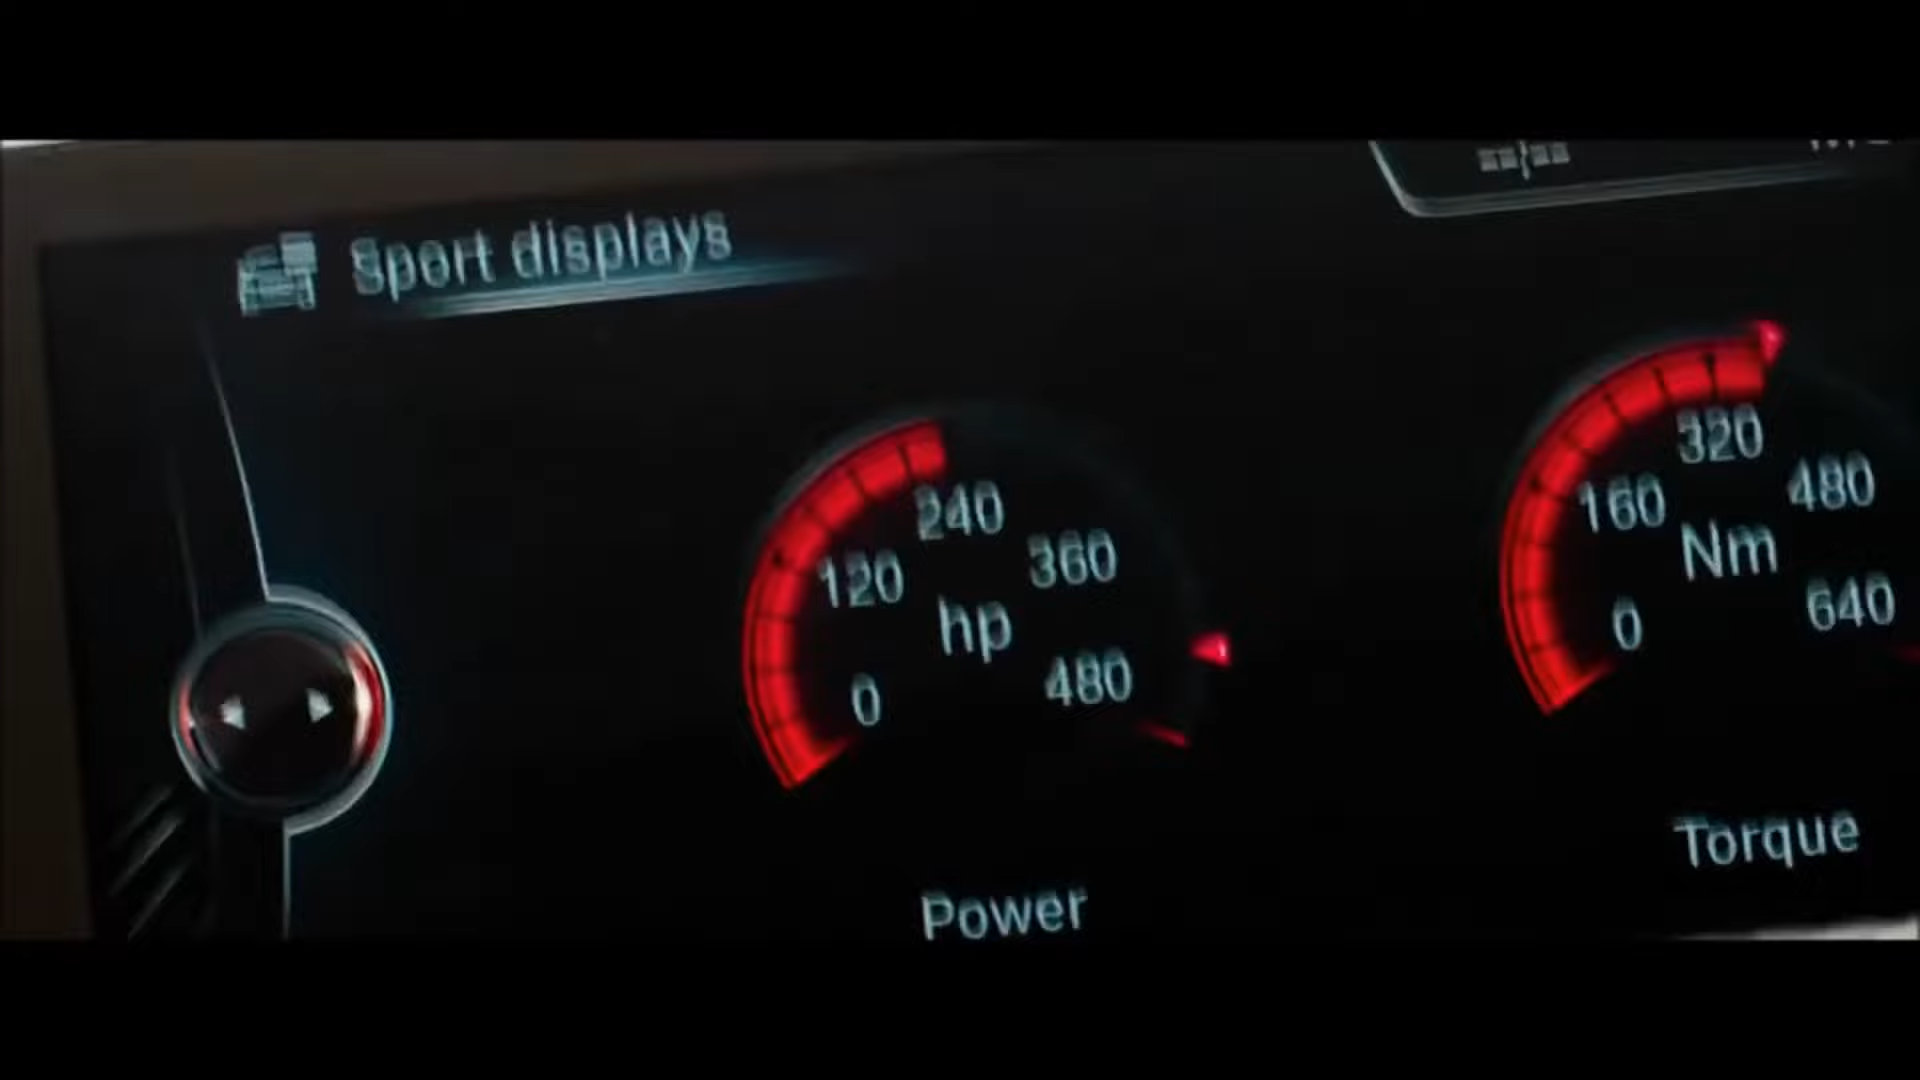 Sport displays
240
120
360
hp
0
480
Power
320
160
480
Nm
0
640
Torque